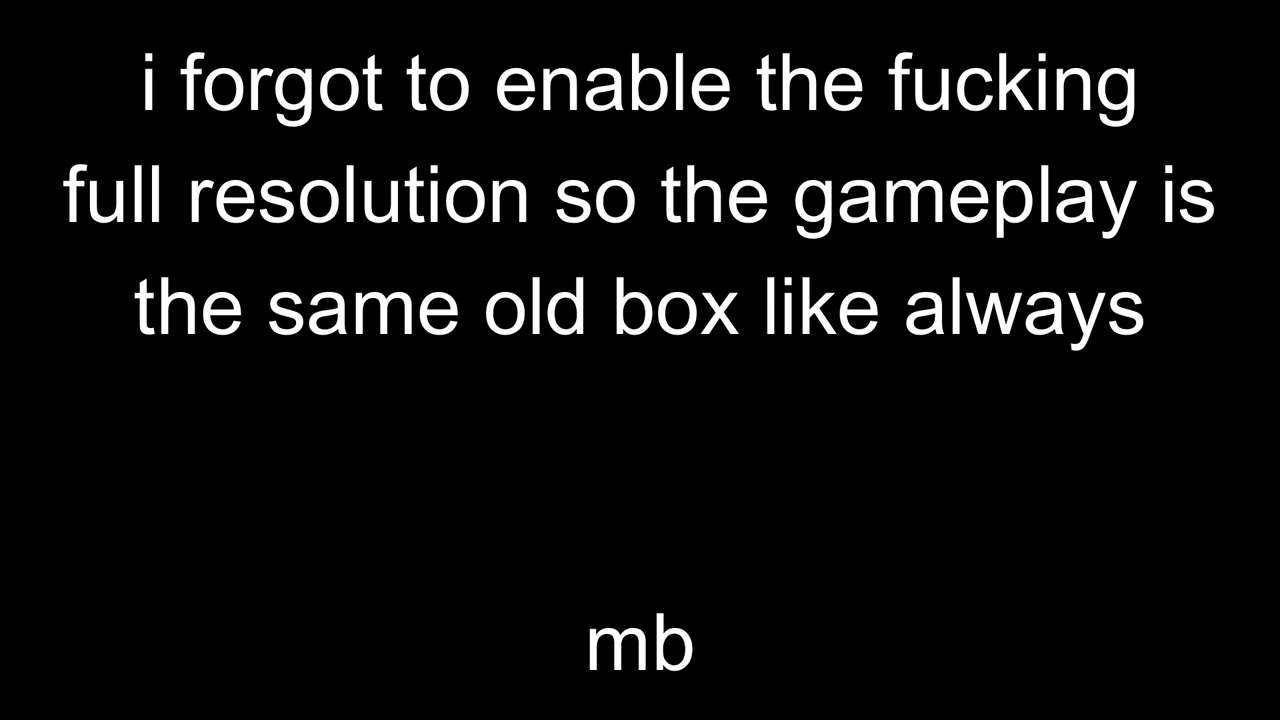 i forgot to enable the fucking
full resolution so the gameplay is
the same old box like always
mb